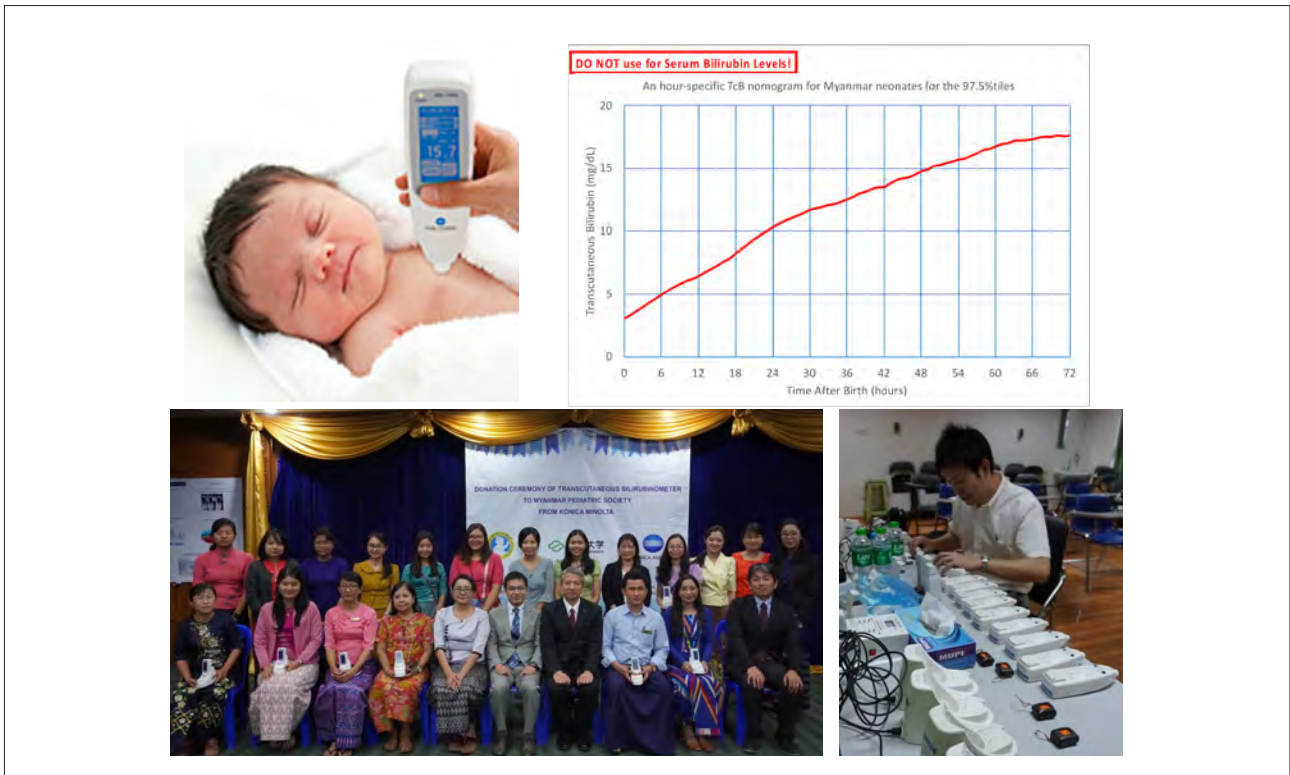 15.7
DO NOT use for Serum Bilirubin Levels!
An hour-specific TcB nomogram for Myanmar neonates for the 97.5%tiles
Transcutaneous Bilirubin (mg/dL)
20
15
10
5
0
0 6 12 18 24 30 36 42 48 54 60 66 72
Time After Birth (hours)
DONATION CEREMONY OF TRANSCUTANEOUS BILIRUBINOMETER
TO MYANMAR PEDIATRIC SOCIETY
FROM KONICA MINOLTA
大学
MUPI